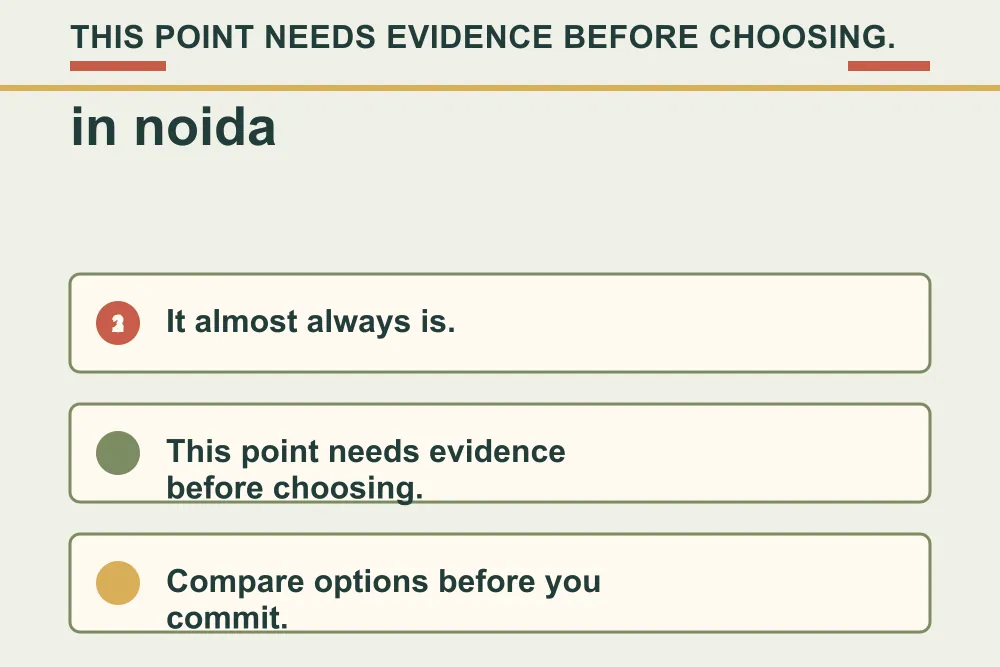 THIS POINT NEEDS EVIDENCE BEFORE CHOOSING.
in noida
It almost always is.
This point needs evidence
before choosing.
Compare options before you
commit.